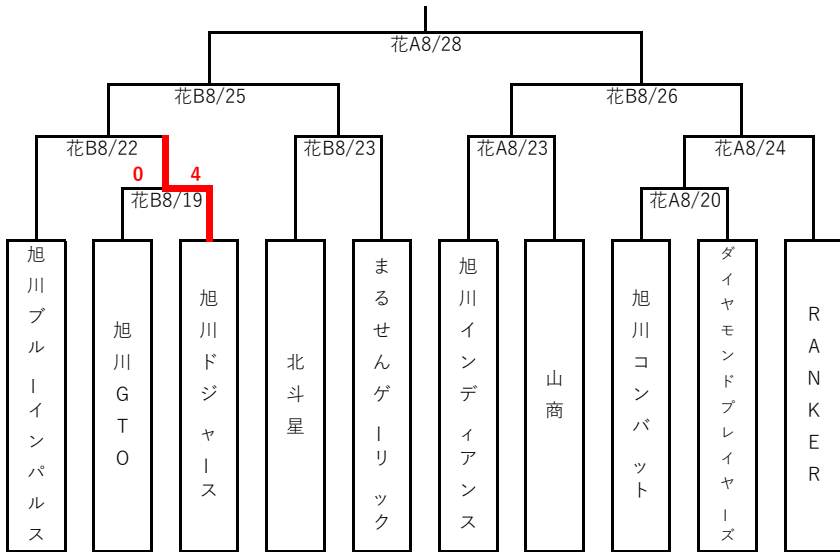 花A8/28
花B8/25
花B8/26
花B8/22
花B8/23
花A8/23
花A8/24
0
4
花B8/19
花A8/20
旭川ブルーインパルス
旭川GTO
旭川ドジャース
北斗星
まるせんゲーリック
旭川インディアンス
山商
旭川コンバット
ダイヤモンドプレイヤーズ
RANKER